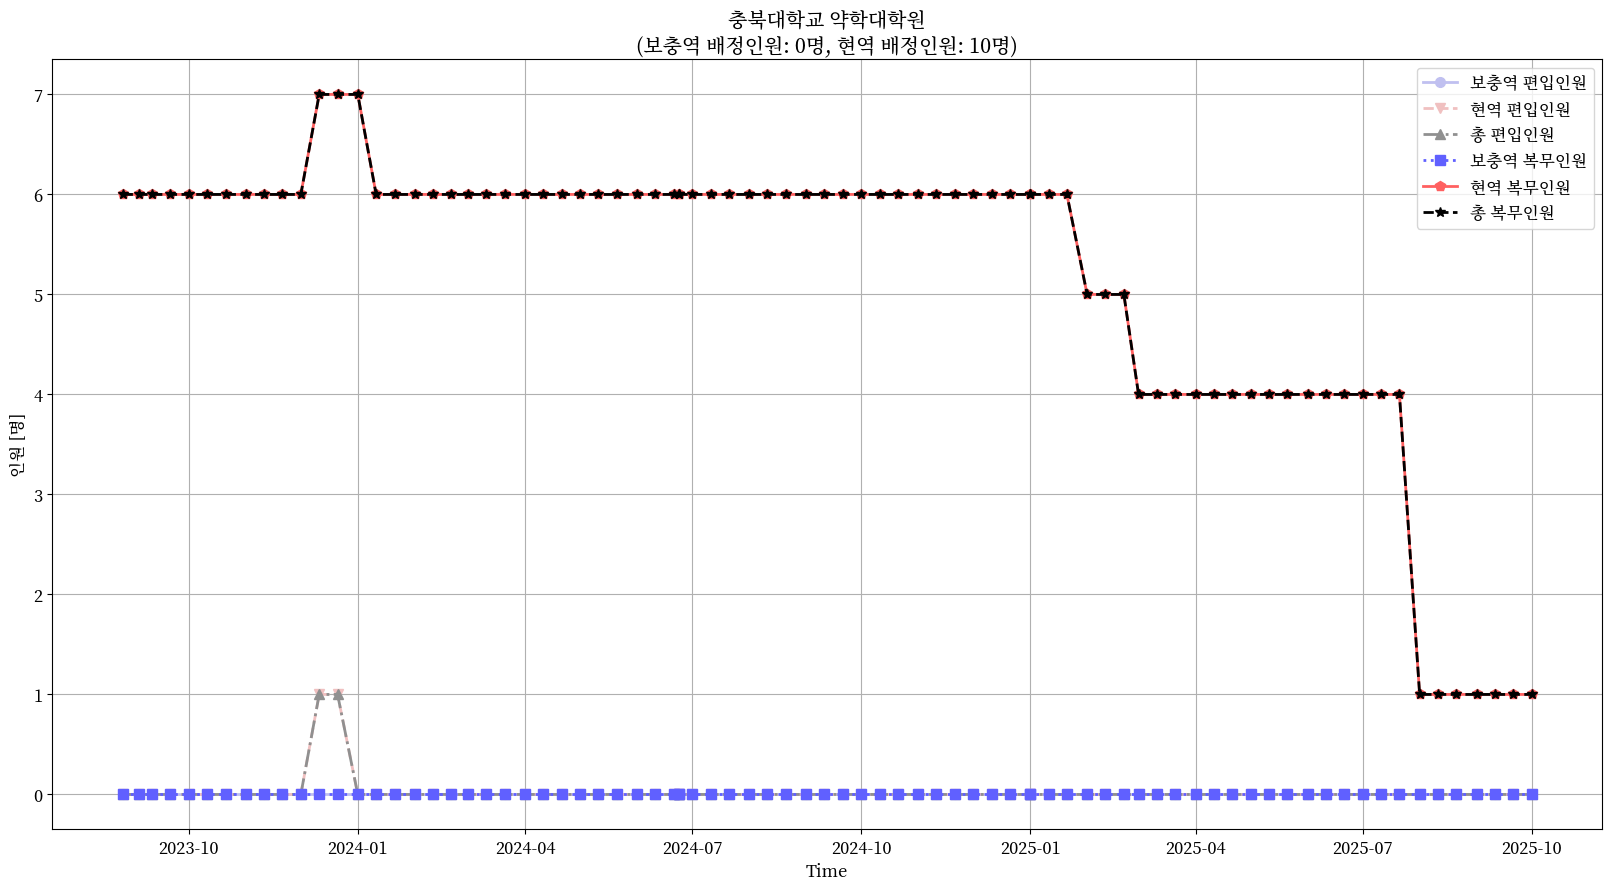 충북대학교 약학대학원
(보충역 배정인원: 0명, 현역 배정인원: 10명)
보충역 편입인원
현역 편입인원
총 편입인원
보충역 복무인원
현역 복무인원
총 복무인원
인원 [명]
7
6
5
4
3
2
1
0
2023-10
2024-01
2024-04
2024-07
2024-10
2025-01
2025-04
2025-07
2025-10
Time